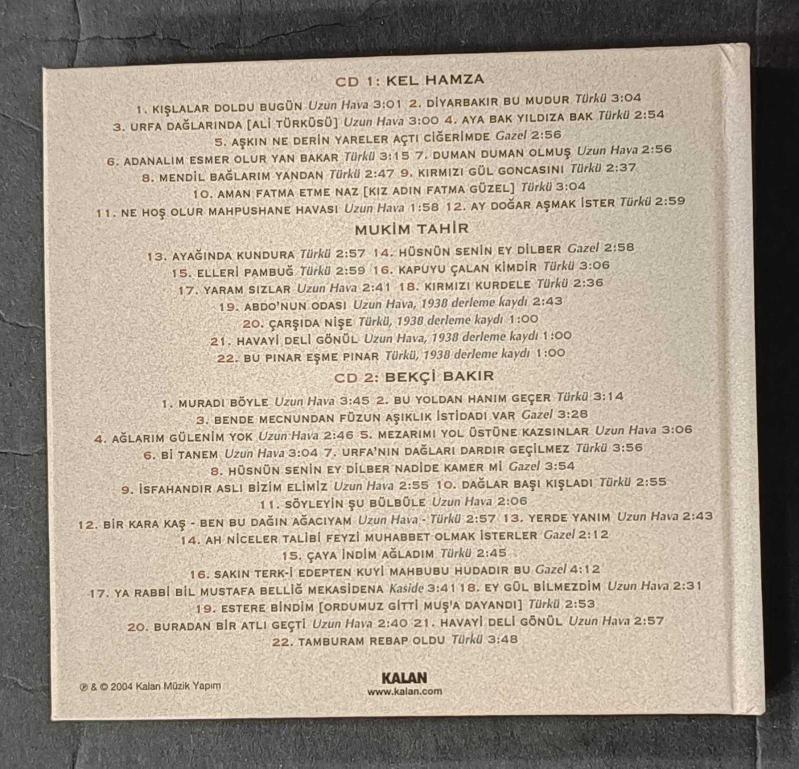 CD 1: KEL HAMZA
1. KIŞLALAR DOLDU BUGÜN Uzun Hava 3:01 2. DİYARBAKIR BU MUDUR Türkü 3:04
3. URFA DAĞLARINDA [ALİ TÜRKÜSÜ] Uzun Hava 3:00 4. AYA BAK YILDIZA BAK Türkü 2:54
5. AŞKIN NE DERİN YARELER AÇTI CİĞERİMDE Gazel 2:56
6. ADANALIM ESMER OLUR YAN BAKAR Türkü 3:15 7. DUMAN DUMAN OLMUŞ Uzun Hava 2:56
8. MENDİL BAĞLARIM YANDAN Türkü 2:47 9. KIRMIZI GÜL GONCASINI Türkü 2:37
10. AMAN FATMA ETME NAZ [KIZ ADIN FATMA GÜZEL] Türkü 3:04
11. NE HOŞ OLUR MAHPUSHANE HAVASI Uzun Hava 1:58 12. AY DOĞAR AŞMAK İSTER Türkü 2:59
MUKİM TAHİR
13. AYAĞINDA KUNDURA Türkü 2:57 14. HÜSNÜN SENİN EY DİLBER Gazel 2:58
15. ELLERİ PAMBUĞ Türkü 2:59 16. KAPUYU ÇALAN KİMDİR Türkü 3:06
17. YARAM SIZLAR Uzun Hava 2:41 18. KIRMIZI KURDELE Türkü 2:36
19. ABDO'NUN ODASI Uzun Hava, 1938 derleme kaydı 2:43
20. ÇARŞIDA NİŞE Türkü, 1938 derleme kaydı 1:00
21. HAVAYİ DELİ GÖNÜL Uzun Hava, 1938 derleme kaydı 1:00
22. BU PINAR EŞME PINAR Türkü, 1938 derleme kaydı 1:00
CD 2: BEKÇİ BAKIR
1. MURADI BÖYLE Uzun Hava 3:45 2. BU YOLDAN HANIM GEÇER Türkü 3:14
3. BENDE MECNUNDAN FÜZUN AŞIKLIK İSTİDADI VAR Gazel 3:28
4. AĞLARIM GÜLENİM YOK Uzun Hava 2:46 5. MEZARIMI YOL ÜSTÜNE KAZSINLAR Uzun Hava 3:06
6. Bİ TANEM Uzun Hava 3:04 7. URFA'NIN DAĞLARI DARDIR GEÇİLMEZ Türkü 3:56
8. HÜSNÜN SENİN EY DİLBER NADİDE KAMER Mİ Gazel 3:54
9. İSFAHANDIR ASLI BİZİM ELİMİZ Uzun Hava 2:55 10. DAĞLAR BAŞI KIŞLADI Türkü 2:55
11. SÖYLEYİN ŞU BÜLBÜLE Uzun Hava 2:06
12. BİR KARA KAŞ - BEN BU DAĞIN AĞACIYAM Uzun Hava - Türkü 2:57 13. YERDE YANIM Uzun Hava 2:43
14. AH NİCELER TALİBİ FEYZİ MUHABBET OLMAK İSTERLER Gazel 2:12
15. ÇAYA İNDİM AĞLADIM Türkü 2:45
16. SAKIN TERK-İ EDEPTEN KUYİ MAHBUBU HUDADIR BU Gazel 4:12
17. YA RABBİ BİL MUSTAFA BELLİĞ MEKASİDENA Kaside 3:41 18. EY GÜL BİLMEZDİM Uzun Hava 2:31
19. ESTERE BİNDİM [ORDUMUZ GİTTİ MUŞ'A DAYANDI] Türkü 2:53
20. BURADAN BİR ATLI GEÇTİ Uzun Hava 2:40 21. HAVAYİ DELİ GÖNÜL Uzun Hava 2:57
22. TAMBURAM REBAP OLDU Türkü 3:48
℗ & © 2004 Kalan Müzik Yapım
KALAN
www.kalan.com